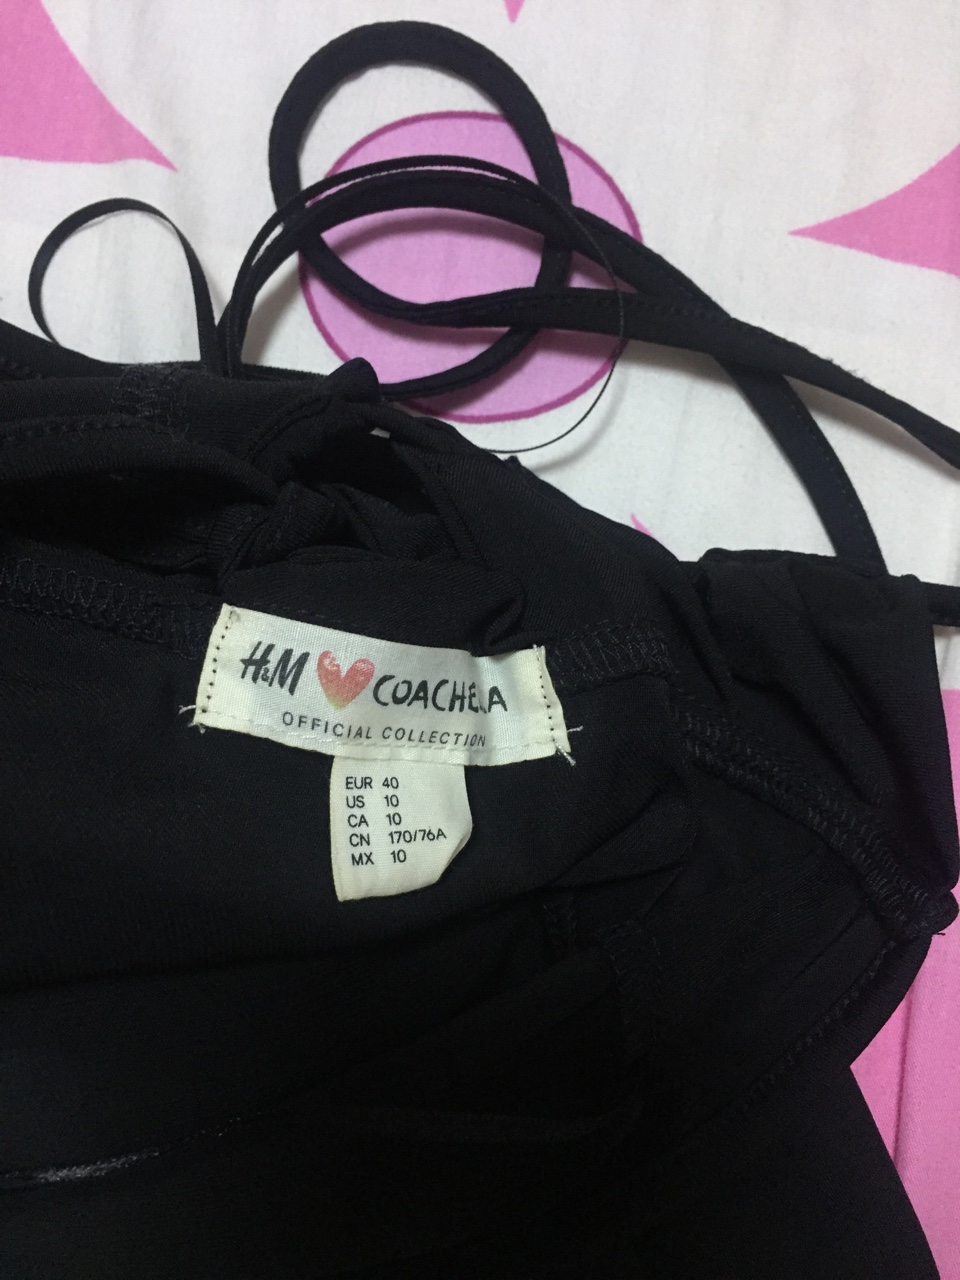 H&M COACHELLA
OFFICIAL COLLECTION
EUR 40
US 10
CA 10
CN 170/76A
MX 10